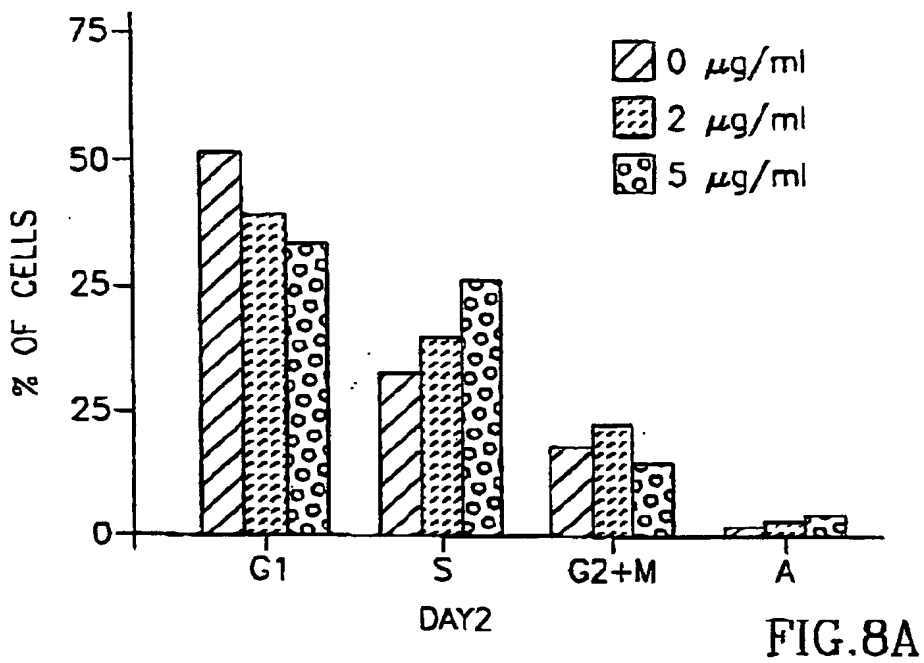 % OF CELLS
75
50
25
25
0
0 μg/ml
2 μg/ml
5 μg/ml
G1 S G2+M A
DAY2
FIG.8A